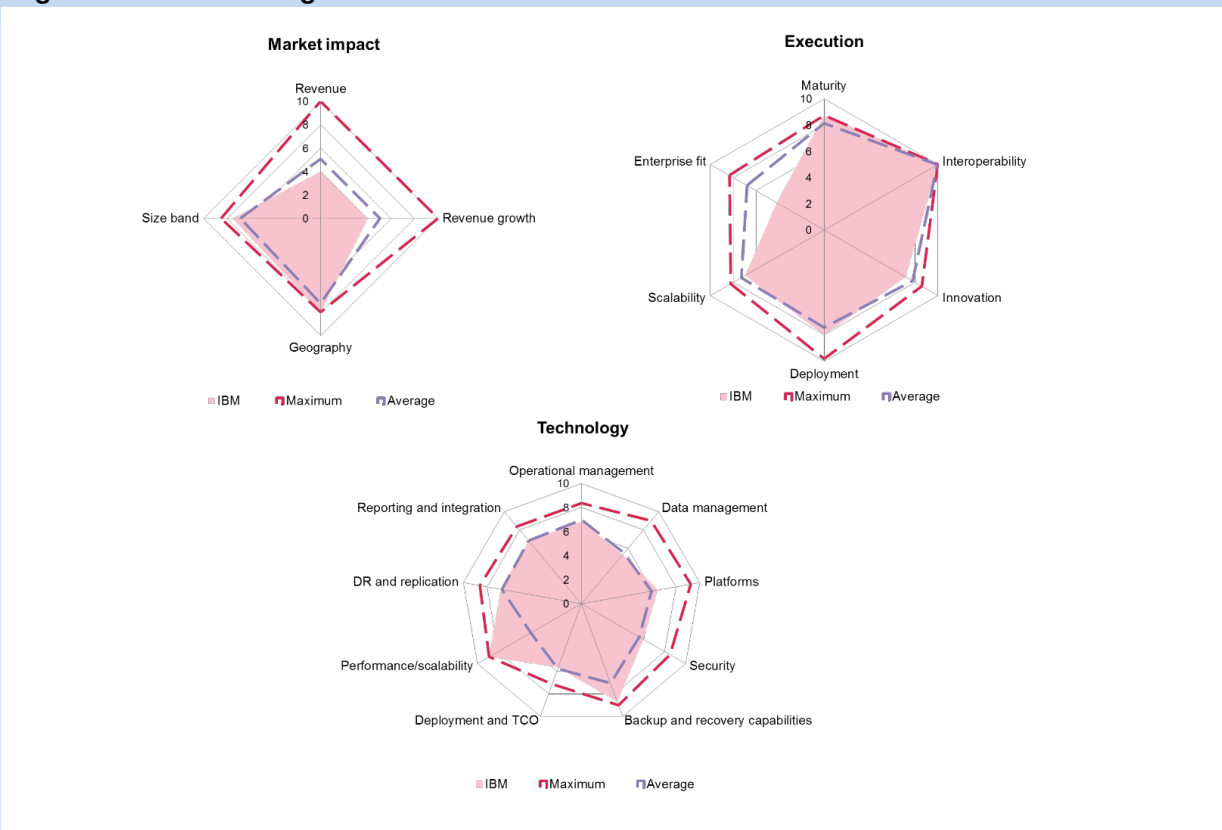 Market impact
Revenue
10
8
6
4
2
0
Size band
Revenue growth
Geography
IBM Maximum Average
Execution
Maturity
10
8
6
4
2
0
Enterprise fit
Interoperability
Scalability
Innovation
Deployment
IBM Maximum Average
Technology
Operational management
10
8
6
4
2
0
Reporting and integration
Data management
DR and replication
Platforms
Performance/scalability
Security
Deployment and TCO
Backup and recovery capabilities
IBM Maximum Average